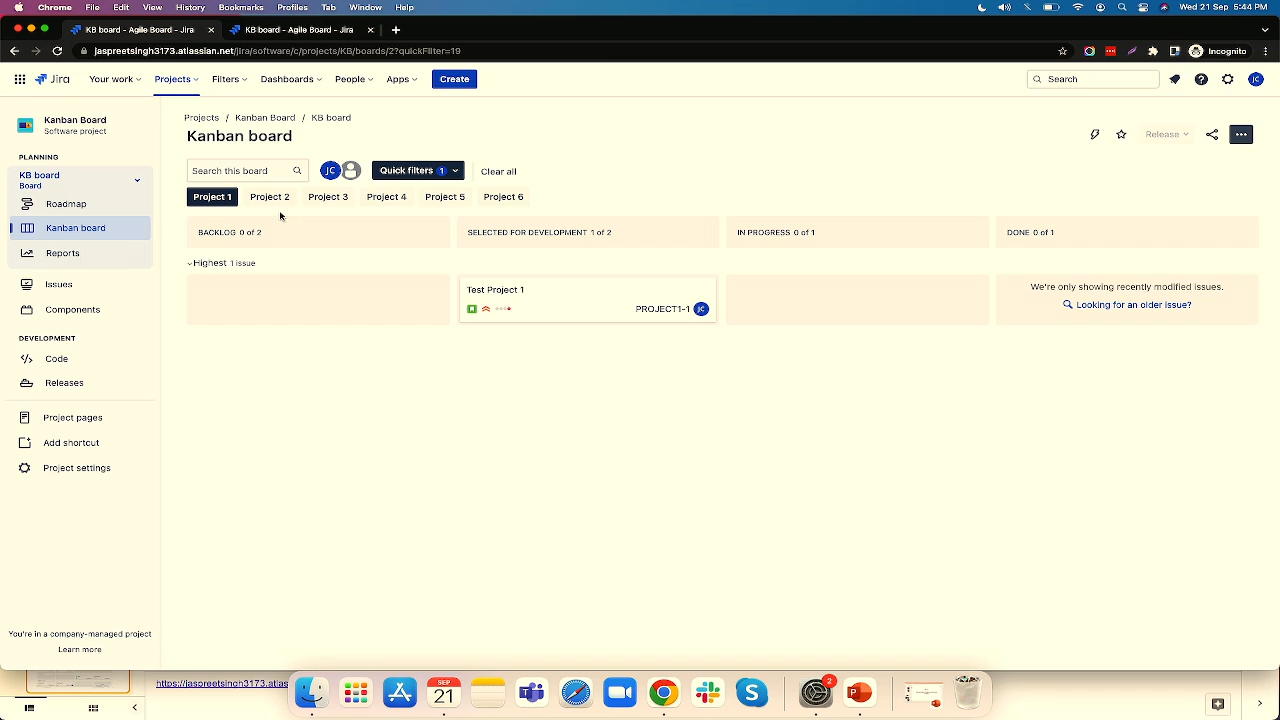 Chrome File Edit View History Bookmarks Profiles Tab Window Help Wed 21 Sep 5:44 PM
KB board - Agile Board - Jira KB board - Agile Board - Jira
jaspreetsingh3173.atlassian.net/jira/software/c/projects/KB/boards/2?quickFilter=19 Incognito
Jira Your work Projects Filters Dashboards People Apps Create Search JC
Kanban Board
Software project
PLANNING
KB board
Board
Roadmap
Kanban board
Reports
Issues
Components
DEVELOPMENT
Code
Releases
Project pages
Add shortcut
Project settings
You're in a company-managed project
Learn more
Projects / Kanban Board / KB board
Kanban board
Release
Search this board JC Quick filters 1 Clear all
Project 1 Project 2 Project 3 Project 4 Project 5 Project 6
BACKLOG 0 of 2 SELECTED FOR DEVELOPMENT 1 of 2 IN PROGRESS 0 of 1 DONE 0 of 1
Highest 1 issue
Test Project 1
PROJECT1-1 JC
We're only showing recently modified issues.
Looking for an older issue?
https://jaspreetsingh3173.atlas
SEP
21
2